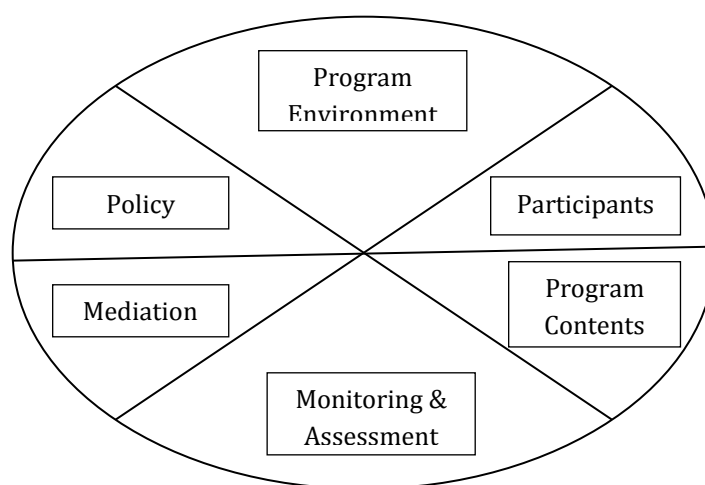 Program
Environment
Policy
Participants
Mediation
Program
Contents
Monitoring &
Assessment